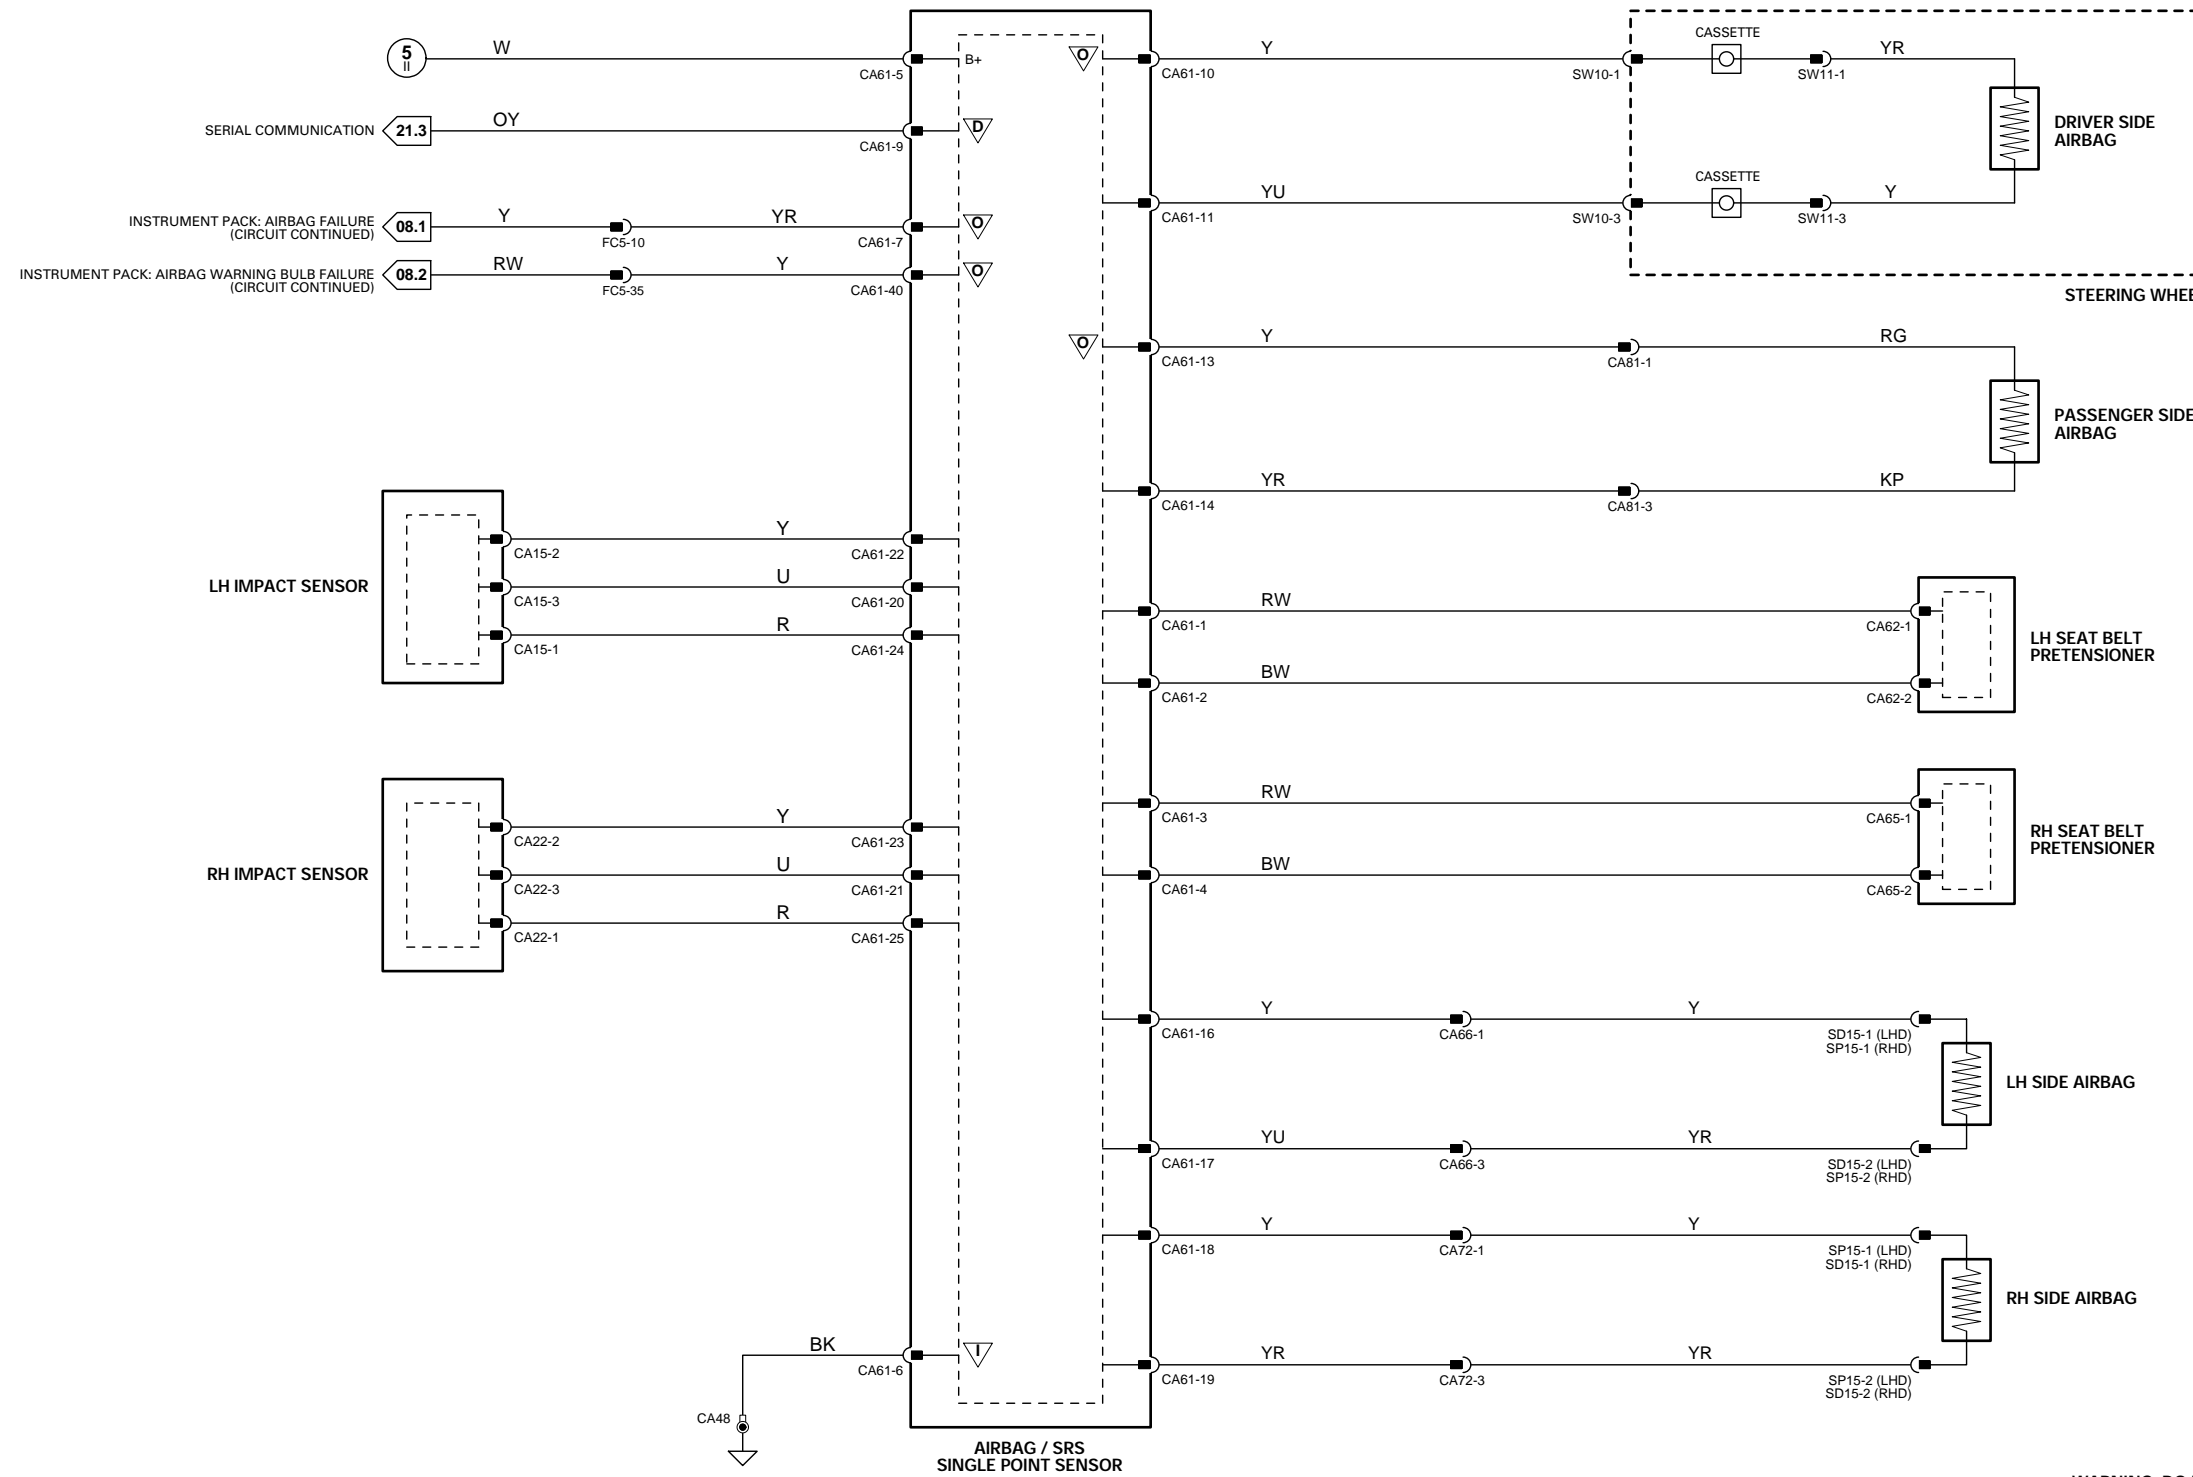 5
II
W
CA61-5
B+
O
CA61-10
Y
SW10-1
CASSETTE
SW11-1
YR
DRIVER SIDE
AIRBAG
SERIAL COMMUNICATION
21.3
OY
CA61-9
D
CA61-11
YU
SW10-3
CASSETTE
SW11-3
Y
INSTRUMENT PACK: AIRBAG FAILURE
(CIRCUIT CONTINUED)
08.1
Y
FC5-10
YR
CA61-7
O
INSTRUMENT PACK: AIRBAG WARNING BULB FAILURE
(CIRCUIT CONTINUED)
08.2
RW
FC5-35
Y
CA61-40
O
STEERING WHEE
O
CA61-13
Y
CA81-1
RG
PASSENGER SIDE
AIRBAG
CA61-14
YR
CA81-3
KP
LH IMPACT SENSOR
CA15-2
Y
CA61-22
CA15-3
U
CA61-20
CA15-1
R
CA61-24
CA61-1
RW
CA62-1
LH SEAT BELT
PRETENSIONER
CA61-2
BW
CA62-2
RH IMPACT SENSOR
CA22-2
Y
CA61-23
CA22-3
U
CA61-21
CA22-1
R
CA61-25
CA61-3
RW
CA65-1
RH SEAT BELT
PRETENSIONER
CA61-4
BW
CA65-2
CA61-16
Y
CA66-1
Y
SD15-1 (LHD)
SP15-1 (RHD)
LH SIDE AIRBAG
CA61-17
YU
CA66-3
YR
SD15-2 (LHD)
SP15-2 (RHD)
CA61-18
Y
CA72-1
Y
SP15-1 (LHD)
SD15-1 (RHD)
RH SIDE AIRBAG
CA61-19
YR
CA72-3
YR
SP15-2 (LHD)
SD15-2 (RHD)
BK
CA61-6
I
CA48
AIRBAG / SRS
SINGLE POINT SENSOR